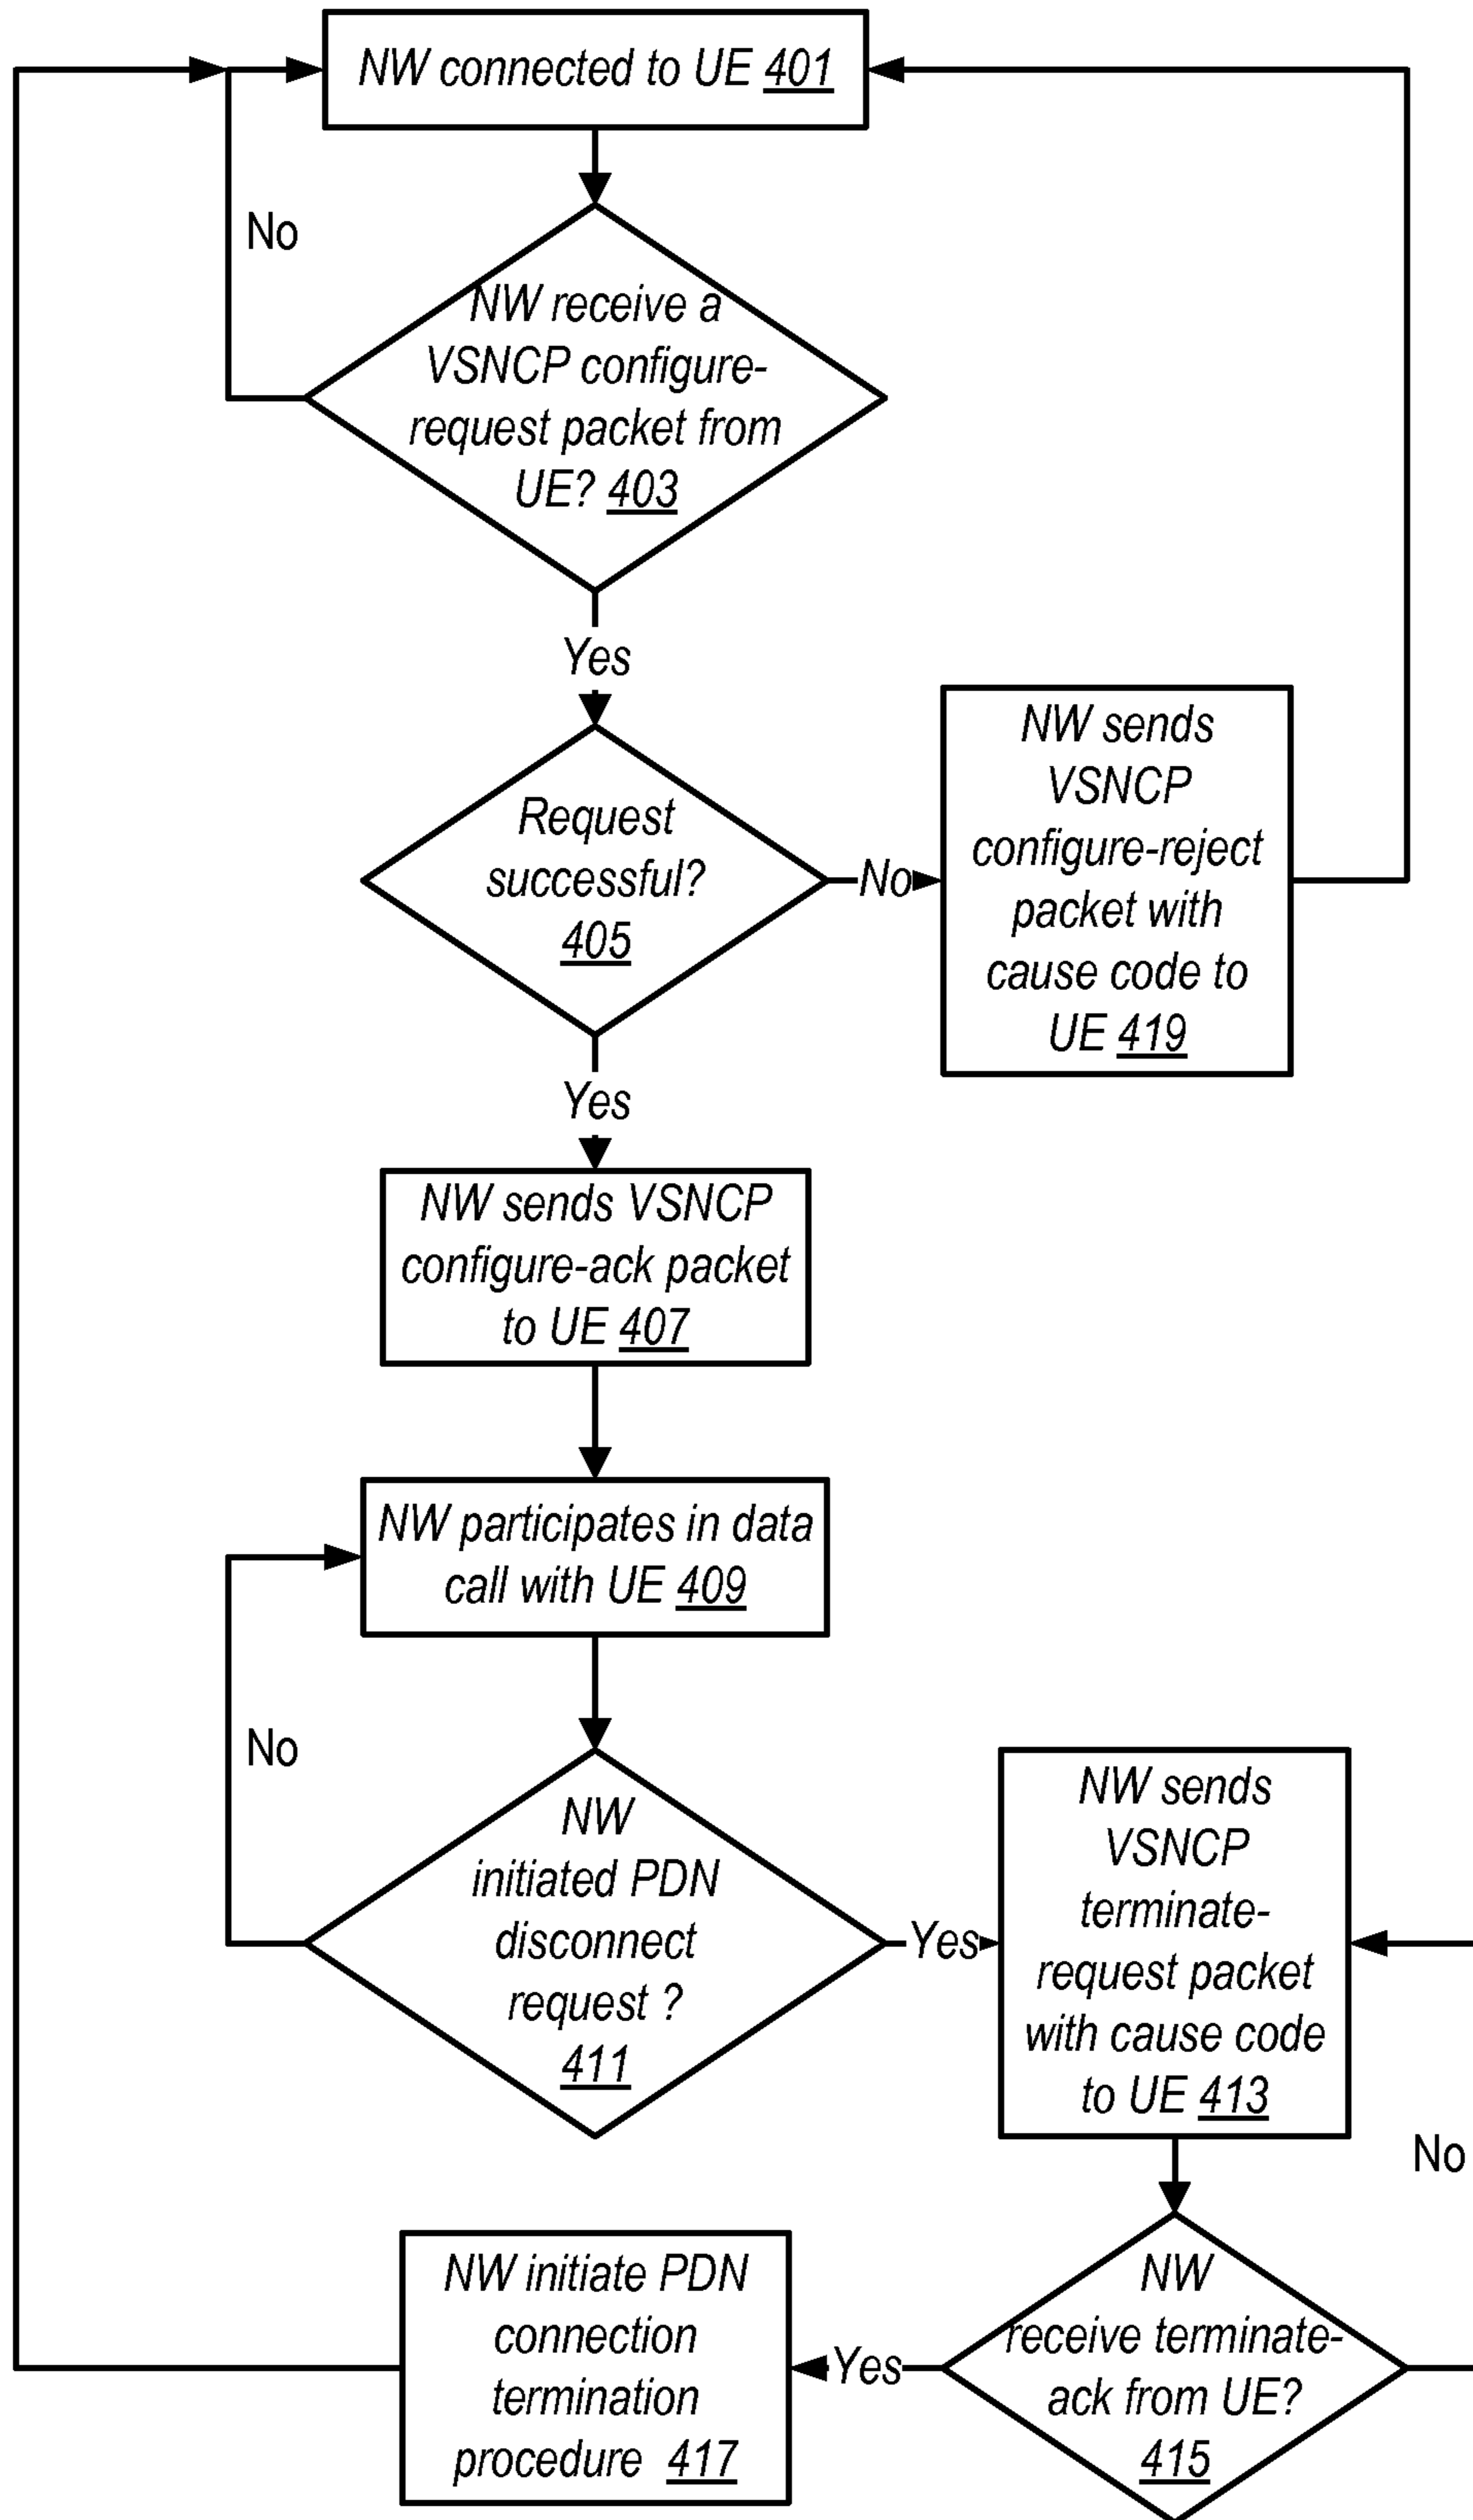 NW connected to UE 401
No
NW receive a
VSNCP configure-
request packet from
UE? 403
Yes
Request
successful?
405
No
NW sends
VSNCP
configure-reject
packet with
cause code to
UE 419
Yes
NW sends VSNCP
configure-ack packet
to UE 407
NW participates in data
call with UE 409
No
NW
initiated PDN
disconnect
request ?
411
Yes
NW sends
VSNCP
terminate-
request packet
with cause code
to UE 413
No
NW
receive terminate-
ack from UE?
415
Yes
NW initiate PDN
connection
termination
procedure 417